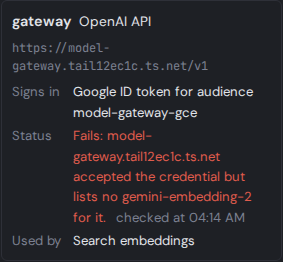 gateway OpenAI API
https://model-
gateway.tail12ec1c.ts.net/v1
Signs in Google ID token for audience
model-gateway-gce
Status Fails: model-
gateway.tail12ec1c.ts.net
accepted the credential but
lists no gemini-embedding-2
for it. checked at 04:14 AM
Used by Search embeddings